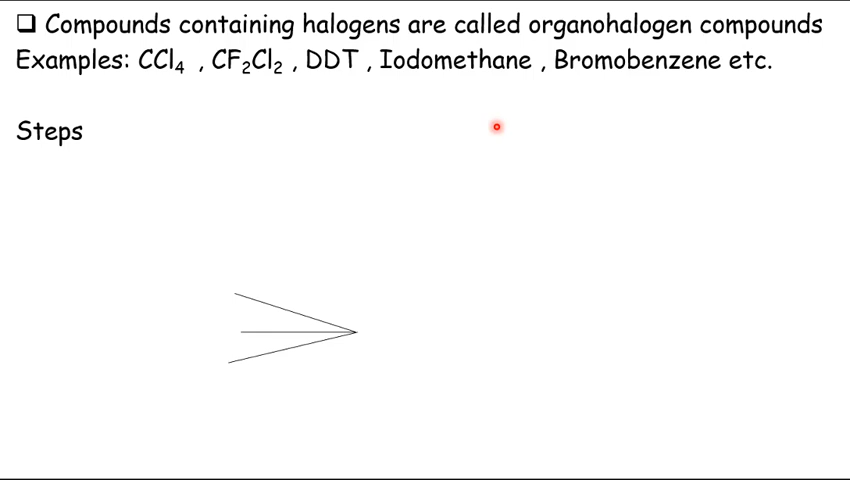 ❑ Compounds containing halogens are called organohalogen compounds
Examples: CCl₄ , CF₂Cl₂ , DDT , Iodomethane , Bromobenzene etc.
Steps